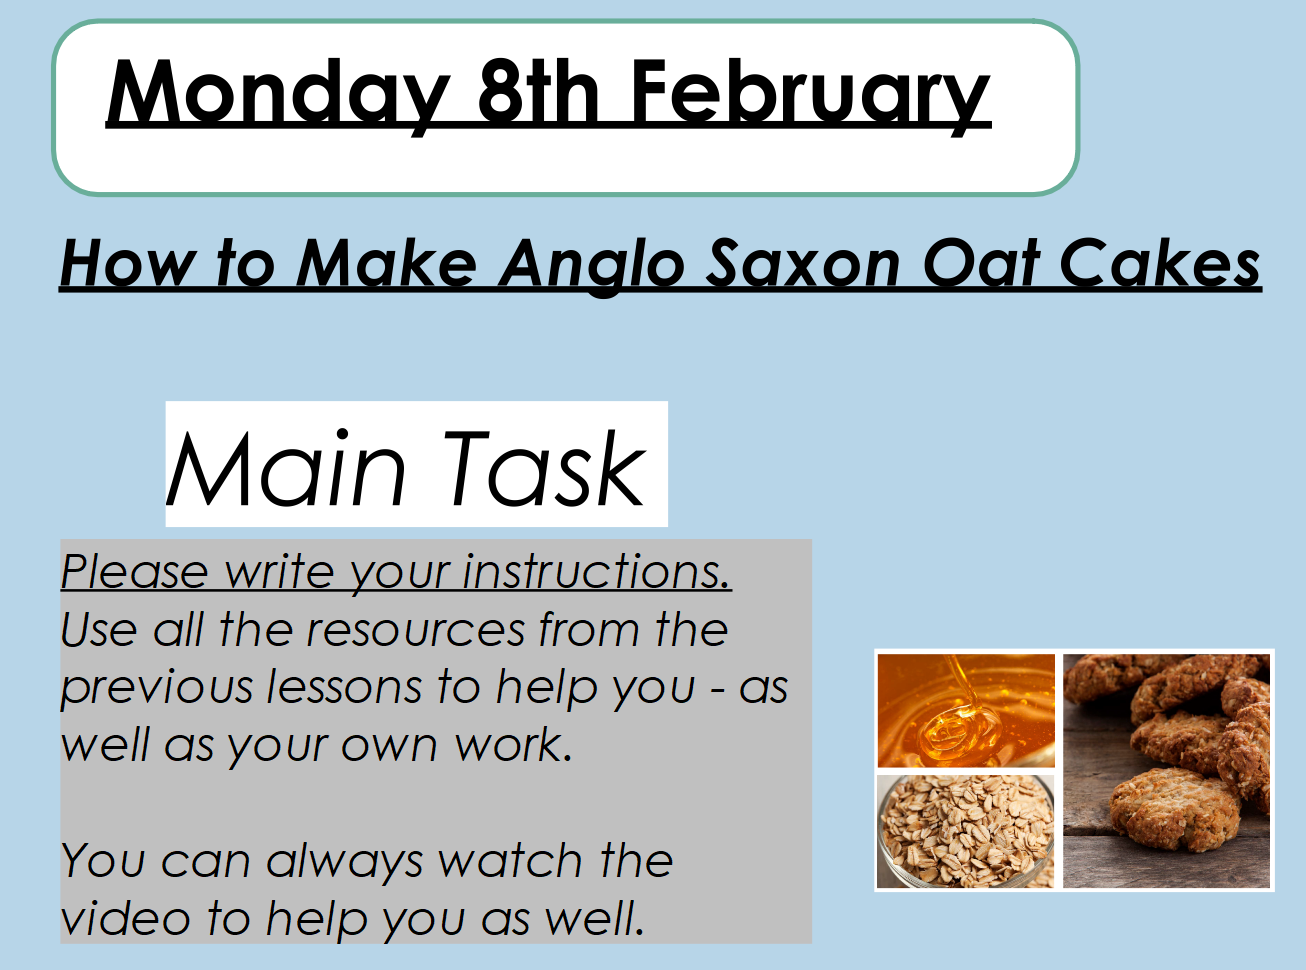 Monday 8th February
How to Make Anglo Saxon Oat Cakes
Main Task
Please write your instructions.
Use all the resources from the
previous lessons to help you - as
well as your own work.
You can always watch the
video to help you as well.